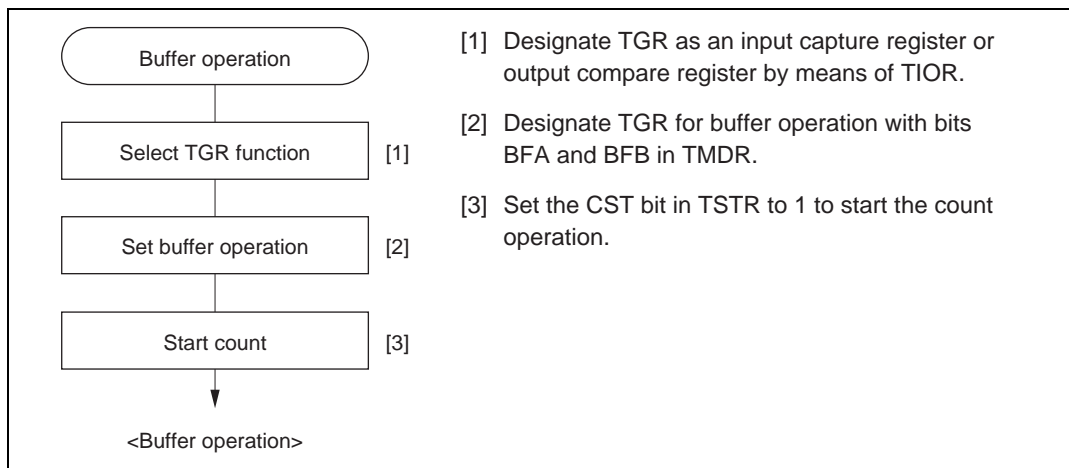 Buffer operation
Select TGR function [1]
Set buffer operation [2]
Start count [3]
<Buffer operation>
[1] Designate TGR as an input capture register or
output compare register by means of TIOR.
[2] Designate TGR for buffer operation with bits
BFA and BFB in TMDR.
[3] Set the CST bit in TSTR to 1 to start the count
operation.